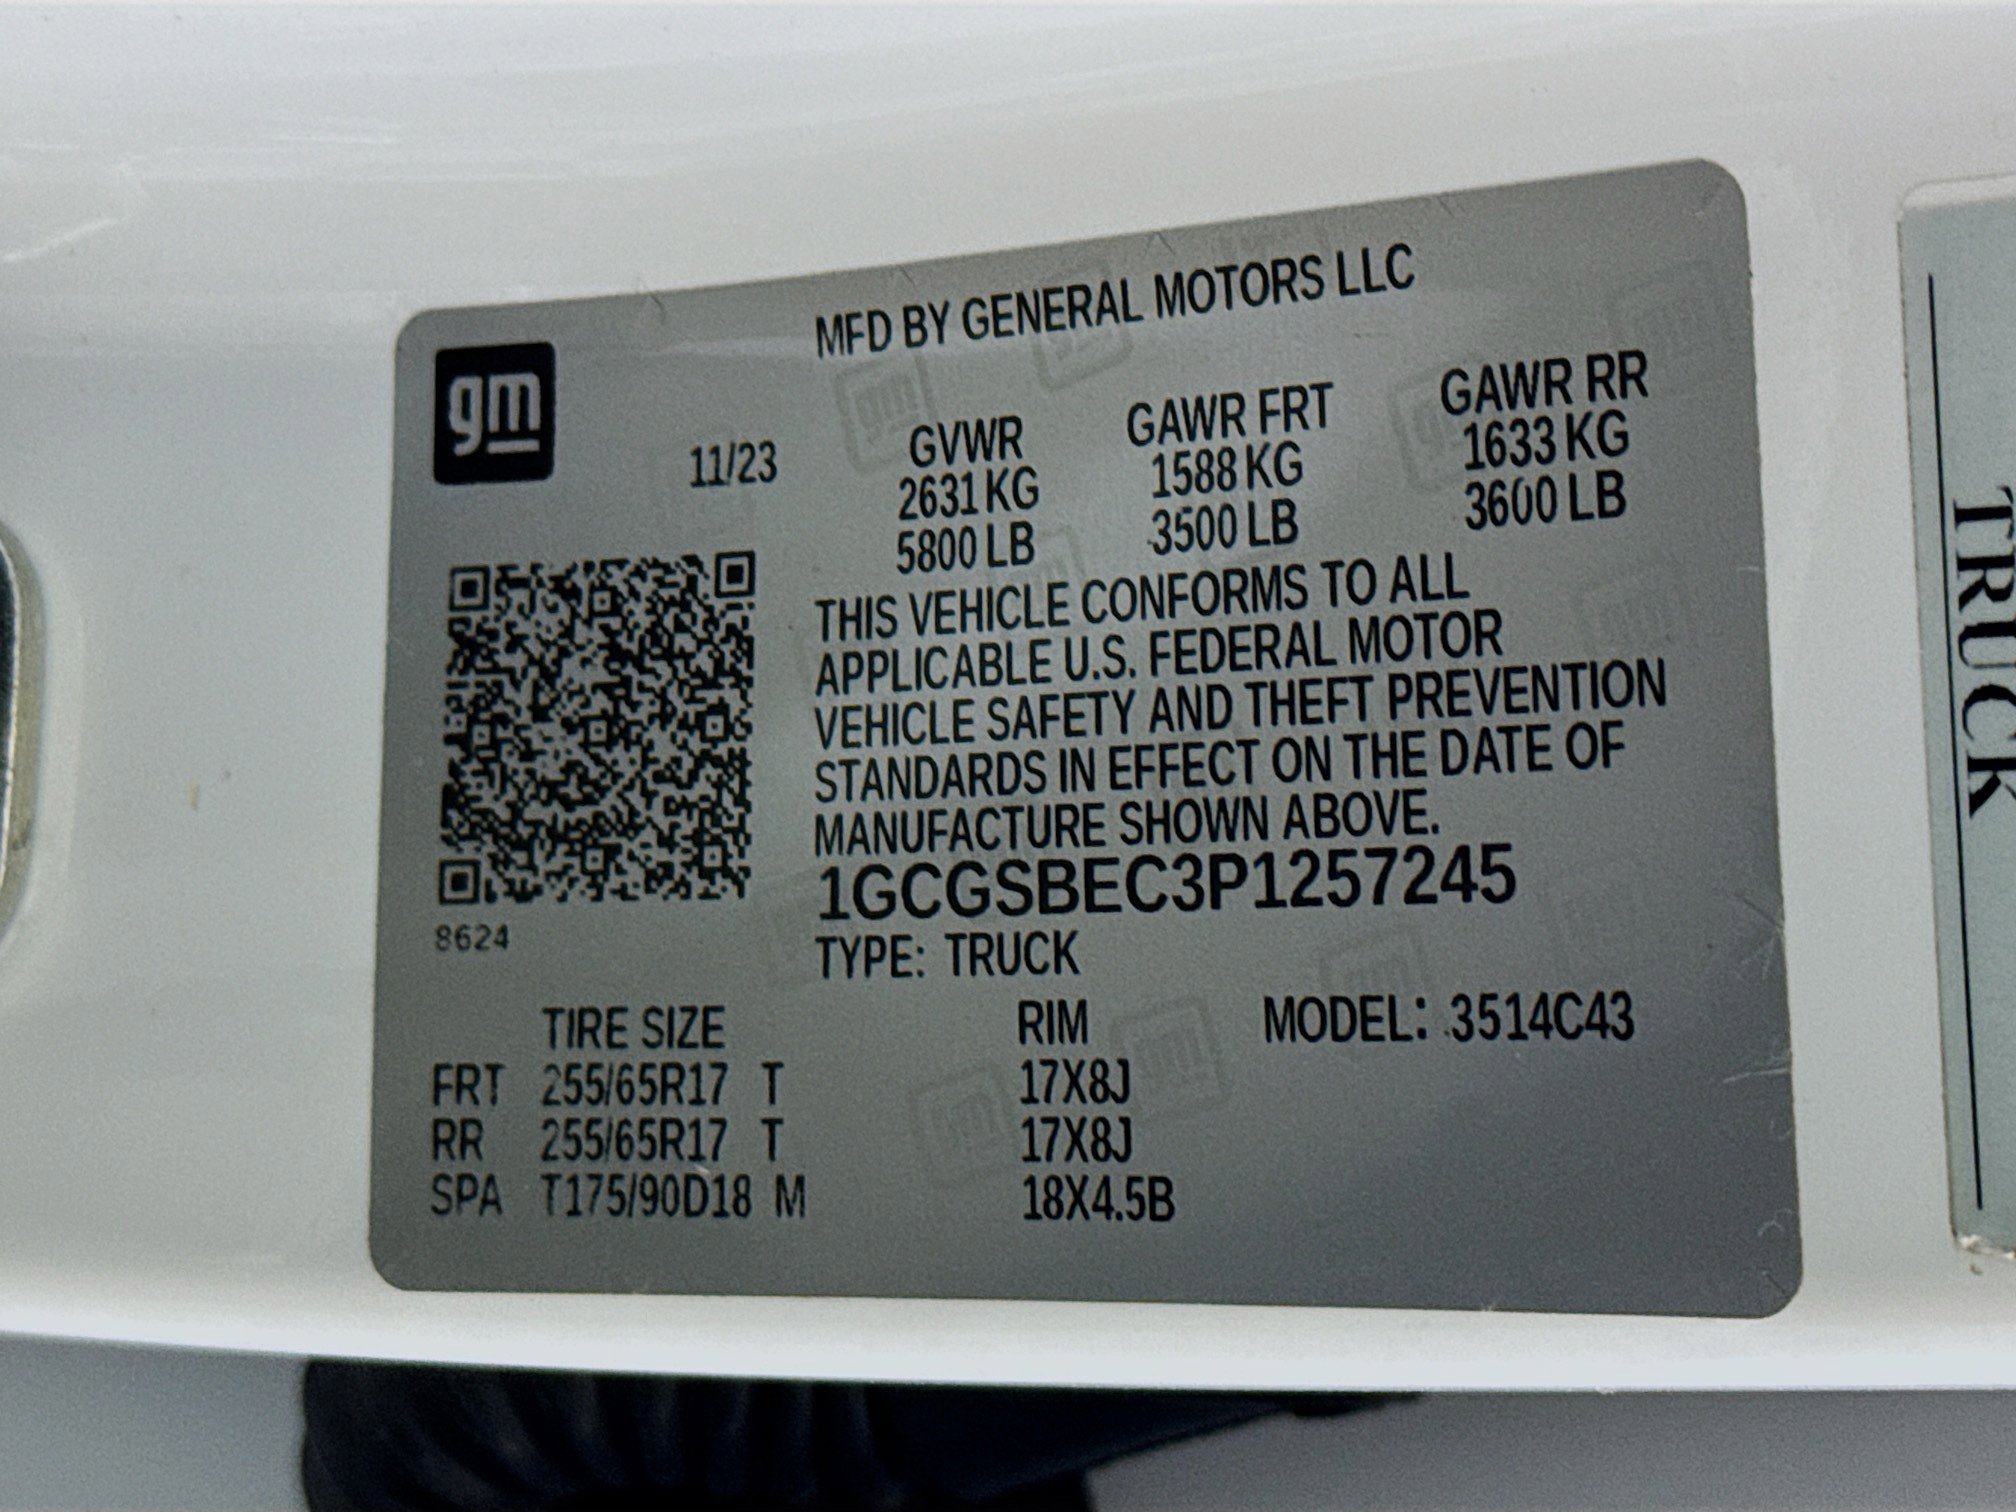 MFD BY GENERAL MOTORS LLC
gm
11/23
GVWR GAWR FRT GAWR RR
2631 KG 1588 KG 1633 KG
5800 LB 3500 LB 3600 LB
THIS VEHICLE CONFORMS TO ALL
APPLICABLE U.S. FEDERAL MOTOR
VEHICLE SAFETY AND THEFT PREVENTION
STANDARDS IN EFFECT ON THE DATE OF
MANUFACTURE SHOWN ABOVE.
1GCGSBEC3P1257245
8624
TYPE: TRUCK
TIRE SIZE RIM MODEL: 3514C43
FRT 255/65R17 T 17X8J
RR 255/65R17 T 17X8J
SPA T175/90D18 M 18X4.5B
TRUCK